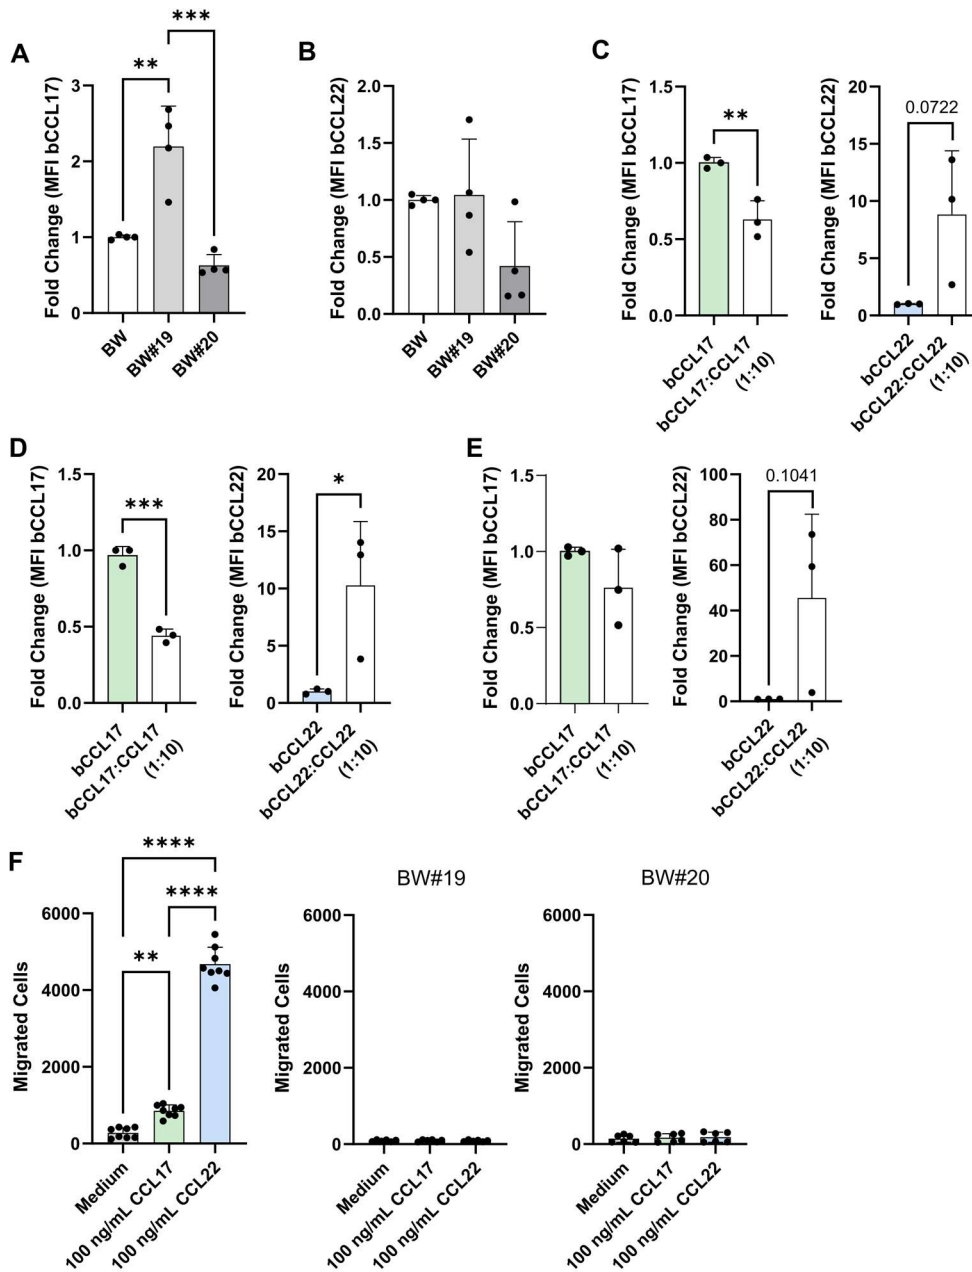 A
Fold Change (MFI bCCL17)
3
2
1
0
**
***
BW
BW#19
BW#20
B
Fold Change (MFI bCCL22)
2.0
1.5
1.0
0.5
0.0
BW
BW#19
BW#20
C
Fold Change (MFI bCCL17)
1.5
1.0
0.5
0.0
**
bCCL17
bCCL17:CCL17
(1:10)
Fold Change (MFI bCCL22)
20
15
10
5
0
0.0722
bCCL22
bCCL22:CCL22
(1:10)
D
Fold Change (MFI bCCL17)
1.5
1.0
0.5
0.0
***
bCCL17
bCCL17:CCL17
(1:10)
Fold Change (MFI bCCL22)
20
15
10
5
0
*
bCCL22
bCCL22:CCL22
(1:10)
E
Fold Change (MFI bCCL17)
1.5
1.0
0.5
0.0
bCCL17
bCCL17:CCL17
(1:10)
Fold Change (MFI bCCL22)
100
80
60
40
20
0
0.1041
bCCL22
bCCL22:CCL22
(1:10)
F
Migrated Cells
6000
4000
2000
0
****
****
**
Medium
100 ng/mL CCL17
100 ng/mL CCL22
BW#19
Migrated Cells
6000
4000
2000
0
Medium
100 ng/mL CCL17
100 ng/mL CCL22
BW#20
Migrated Cells
6000
4000
2000
0
Medium
100 ng/mL CCL17
100 ng/mL CCL22